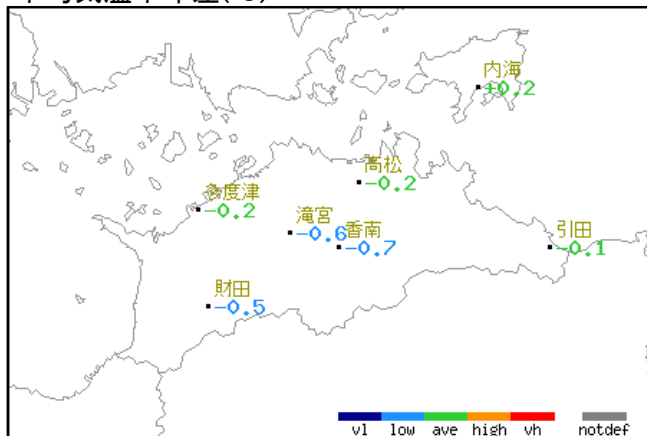 内海
+0.2
高松
-0.2
多度津
-0.2
滝宮
-0.6
香南
-0.7
引田
-0.1
財田
-0.5
vl low ave high vh notdef